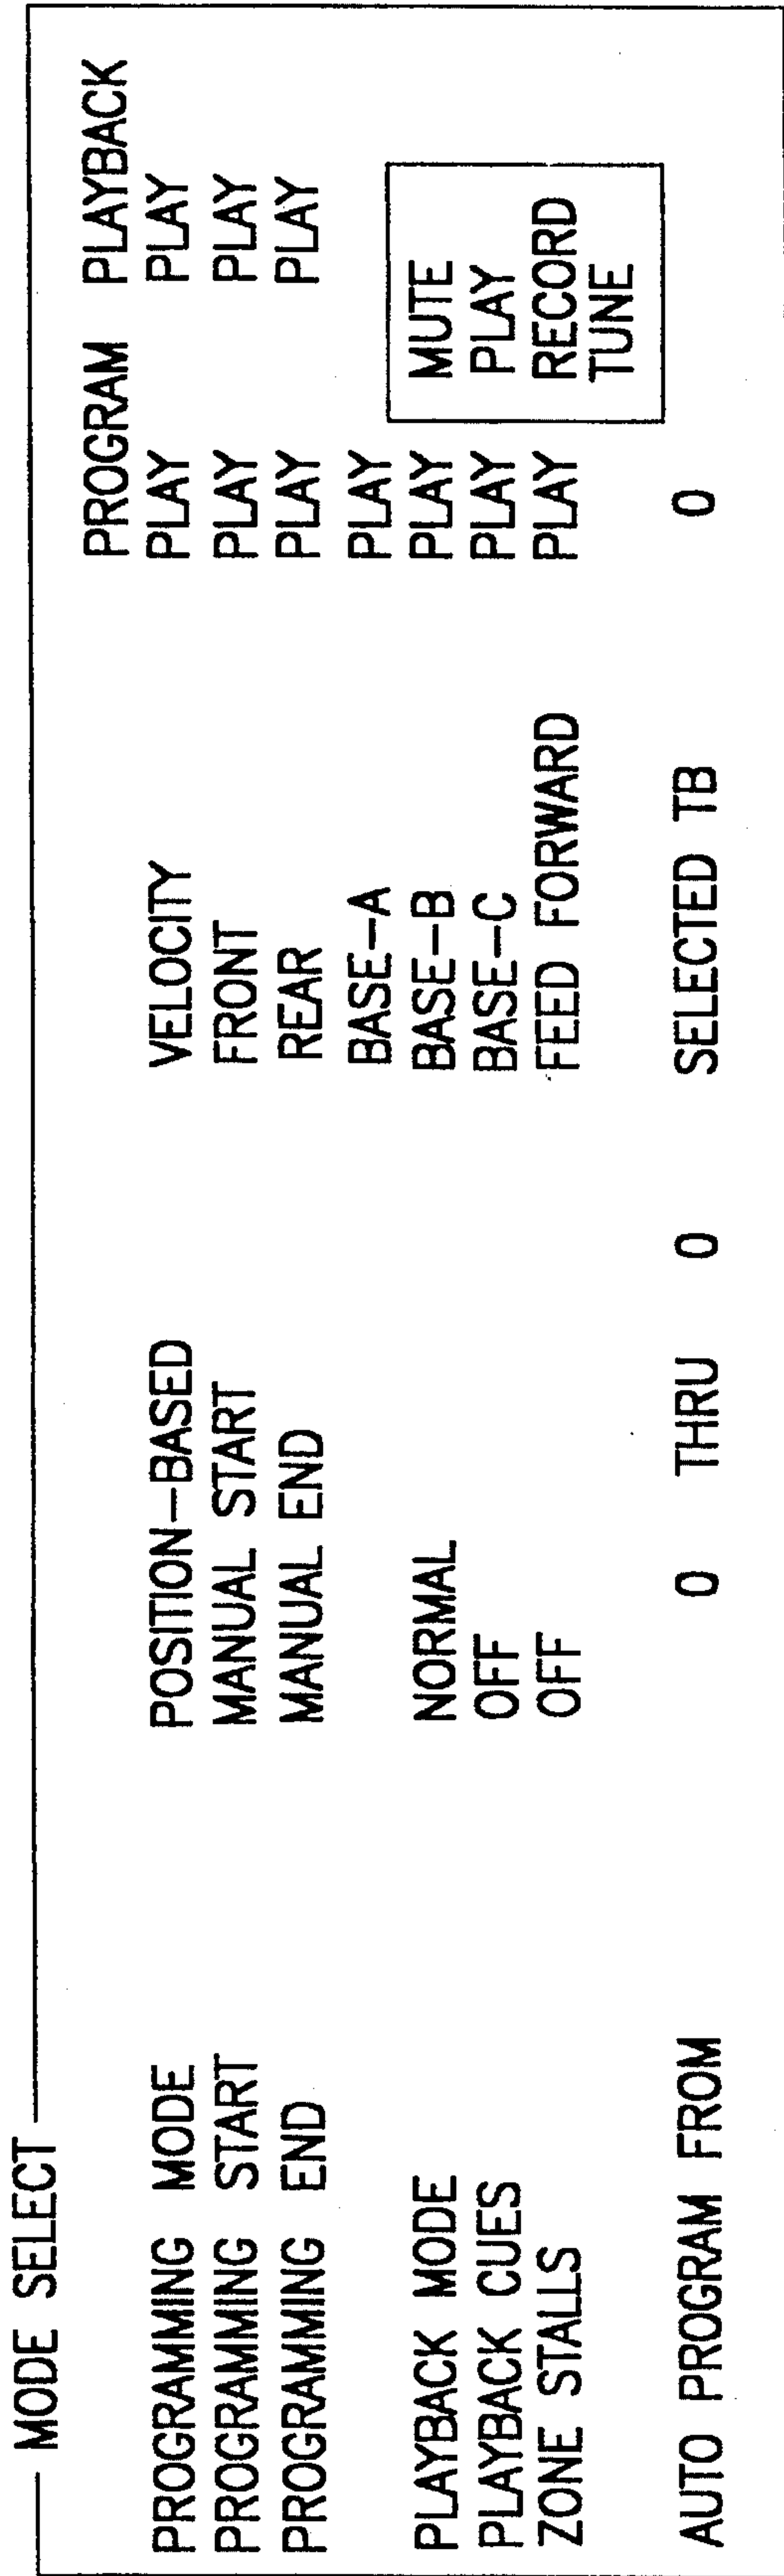 MODE SELECT
PROGRAM PLAYBACK
PROGRAMMING MODE POSITION-BASED VELOCITY PLAY PLAY
PROGRAMMING START MANUAL START FRONT PLAY PLAY
PROGRAMMING END MANUAL END REAR PLAY PLAY
BASE-A PLAY
PLAYBACK MODE NORMAL BASE-B PLAY MUTE
PLAYBACK CUES OFF BASE-C PLAY PLAY
ZONE STALLS OFF FEED FORWARD PLAY RECORD
TUNE
AUTO PROGRAM FROM 0 THRU 0 SELECTED TB 0